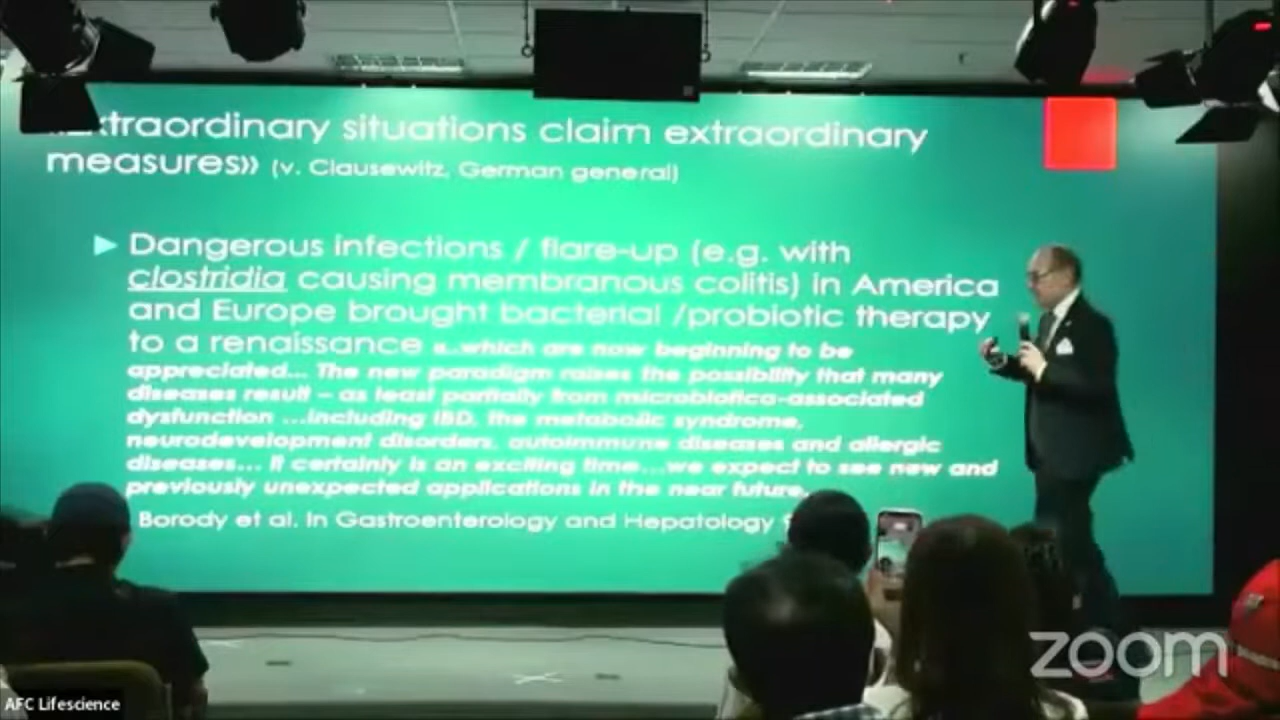 «Extraordinary situations claim extraordinary
measures» (v. Clausewitz, German general)
Dangerous infections / flare-up (e.g. with
clostridia causing membranous colitis) in America
and Europe brought bacterial /probiotic therapy
to a renaissance «..which are now beginning to be
appreciated... The new paradigm raises the possibility that many
diseases result – as least partially from microbiotica-associated
dysfunction ...including IBD, the metabolic syndrome,
neurodevelopment disorders, autoimmune diseases and allergic
diseases... It certainly is an exciting time...we expect to see new and
previously unexpected applications in the near future.
Borody et al. In Gastroenterology and Hepatology
zoom
AFC Lifescience